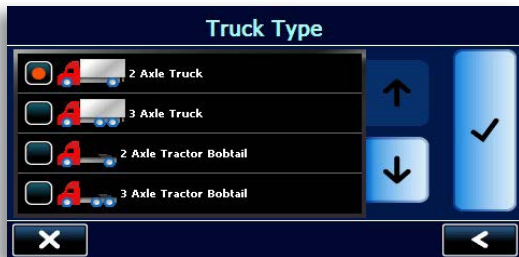 Truck Type
2 Axle Truck
3 Axle Truck
2 Axle Tractor Bobtail
3 Axle Tractor Bobtail